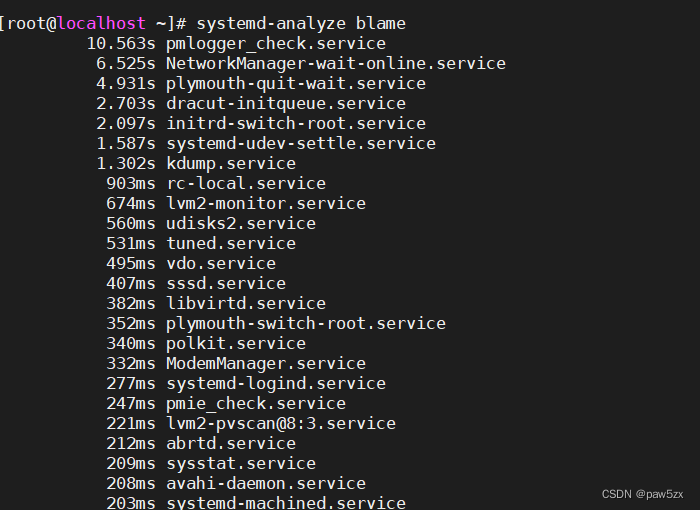 [root@localhost ~]# systemd-analyze blame
10.563s pmlogger_check.service
6.525s NetworkManager-wait-online.service
4.931s plymouth-quit-wait.service
2.703s dracut-initqueue.service
2.097s initrd-switch-root.service
1.587s systemd-udev-settle.service
1.302s kdump.service
903ms rc-local.service
674ms lvm2-monitor.service
560ms udisks2.service
531ms tuned.service
495ms vdo.service
407ms sssd.service
382ms libvirtd.service
352ms plymouth-switch-root.service
340ms polkit.service
332ms ModemManager.service
277ms systemd-logind.service
247ms pmie_check.service
221ms lvm2-pvscan@8:3.service
212ms abrtd.service
209ms sysstat.service
208ms avahi-daemon.service
203ms systemd-machined.service
CSDN @paw5zx